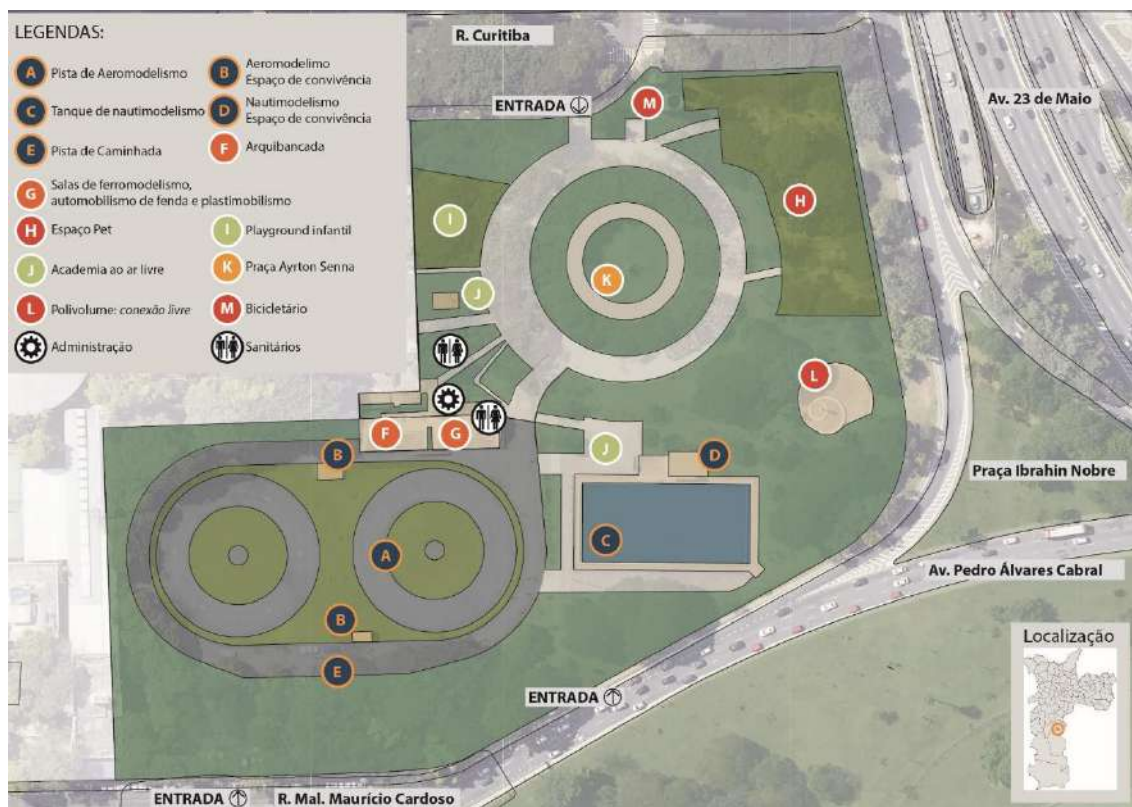 LEGENDAS:
A Pista de Aeromodelismo
B Aeromodelimo
Espaço de convivência
C Tanque de nautimodelismo
D Nautimodelismo
Espaço de convivência
E Pista de Caminhada
F Arquibancada
G Salas de ferromodelismo,
automobilismo de fenda e plastimobilismo
H Espaço Pet
I Playground infantil
J Academia ao ar livre
K Praça Ayrton Senna
L Polivolume: conexão livre
M Bicicletário
Administração
Sanitários
R. Curitiba
ENTRADA
M
Av. 23 de Maio
H
I
K
J
L
F
G
B
J
D
Praça Ibrahin Nobre
C
A
Av. Pedro Álvares Cabral
B
Localização
E
ENTRADA
ENTRADA
R. Mal. Maurício Cardoso